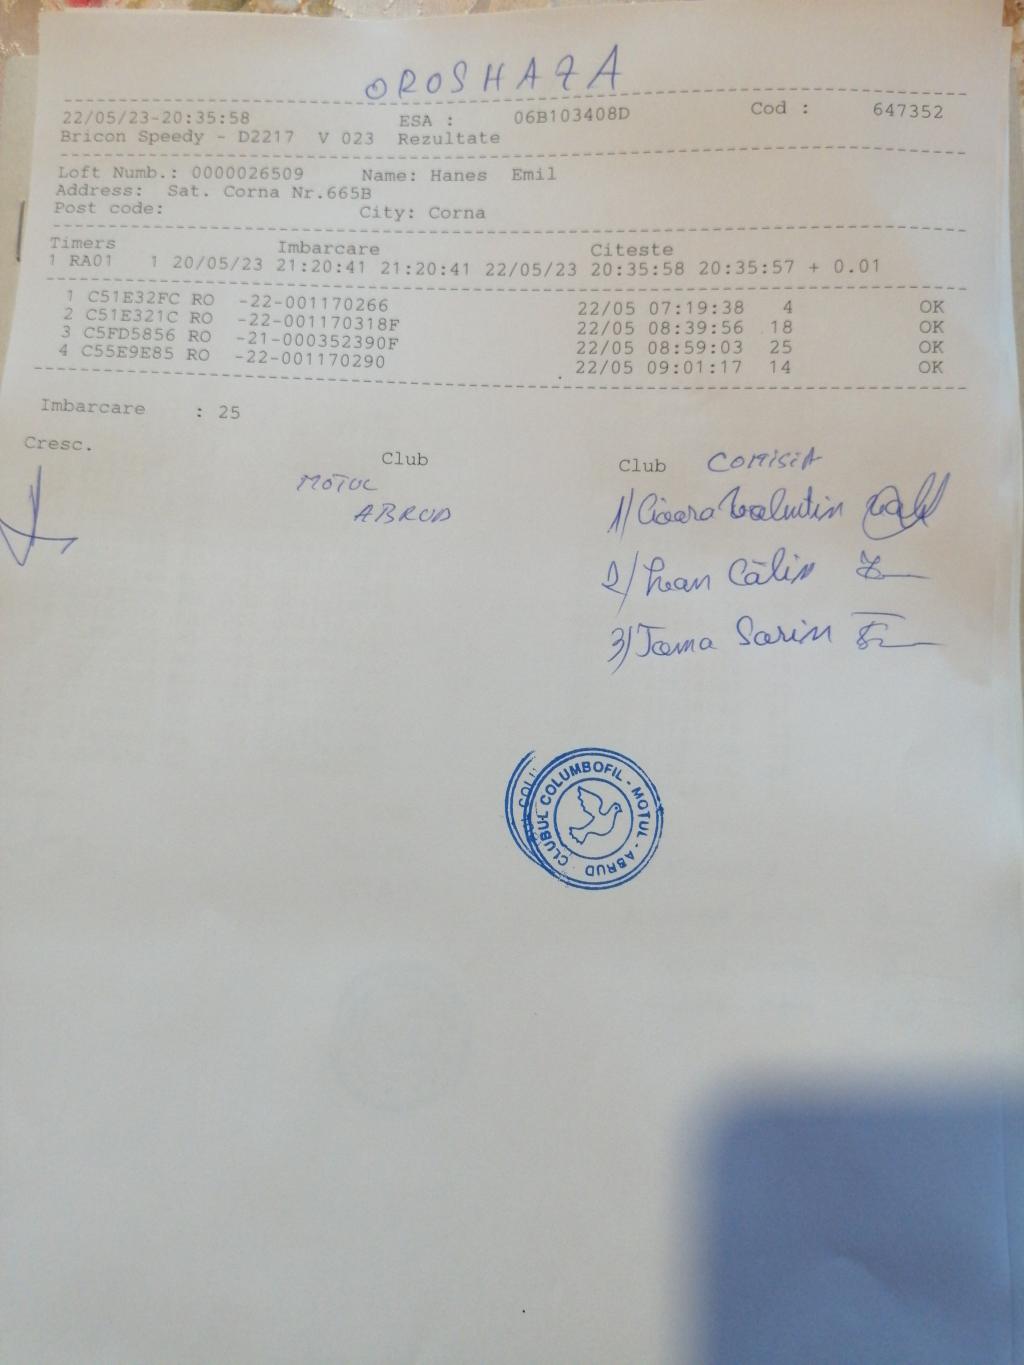 OROSHAZA
22/05/23-20:35:58 ESA : 06B103408D Cod : 647352
Bricon Speedy - D2217 V 023 Rezultate
Loft Numb.: 0000026509 Name: Hanes Emil
Address: Sat. Corna Nr.665B
Post code: City: Corna
Timers Imbarcare Citeste
1 RA01 1 20/05/23 21:20:41 21:20:41 22/05/23 20:35:58 20:35:57 + 0.01
1 C51E32FC RO -22-001170266 22/05 07:19:38 4 OK
2 C51E321C RO -22-001170318F 22/05 08:39:56 18 OK
3 C5FD5856 RO -21-000352390F 22/05 08:59:03 25 OK
4 C55E9E85 RO -22-001170290 22/05 09:01:17 14 OK
Imbarcare : 25
Cresc. Club Club COMISIA
MOTUL
ABRUD
1) Cioara Valentin
2) Călin
3) Toma Sorin
CLUBUL COLUMBOFIL - MOTUL - ABRUD